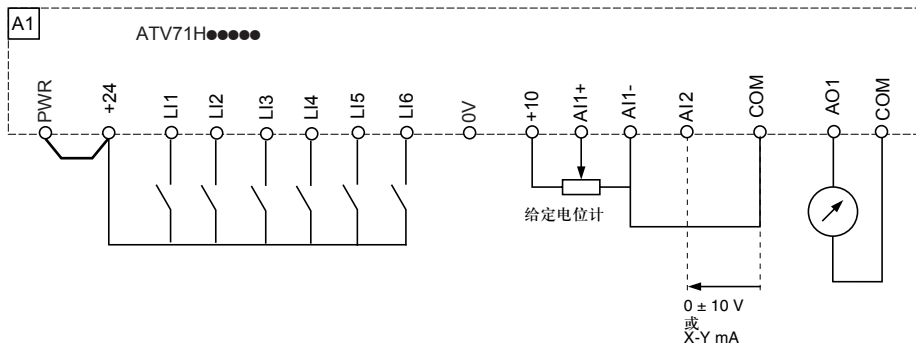 A1
ATV71H●●●●●
PWR
+24
LI1
LI2
LI3
LI4
LI5
LI6
0V
+10
AI1+
AI1-
AI2
COM
AO1
COM
给定电位计
0 ± 10 V
或
X-Y mA